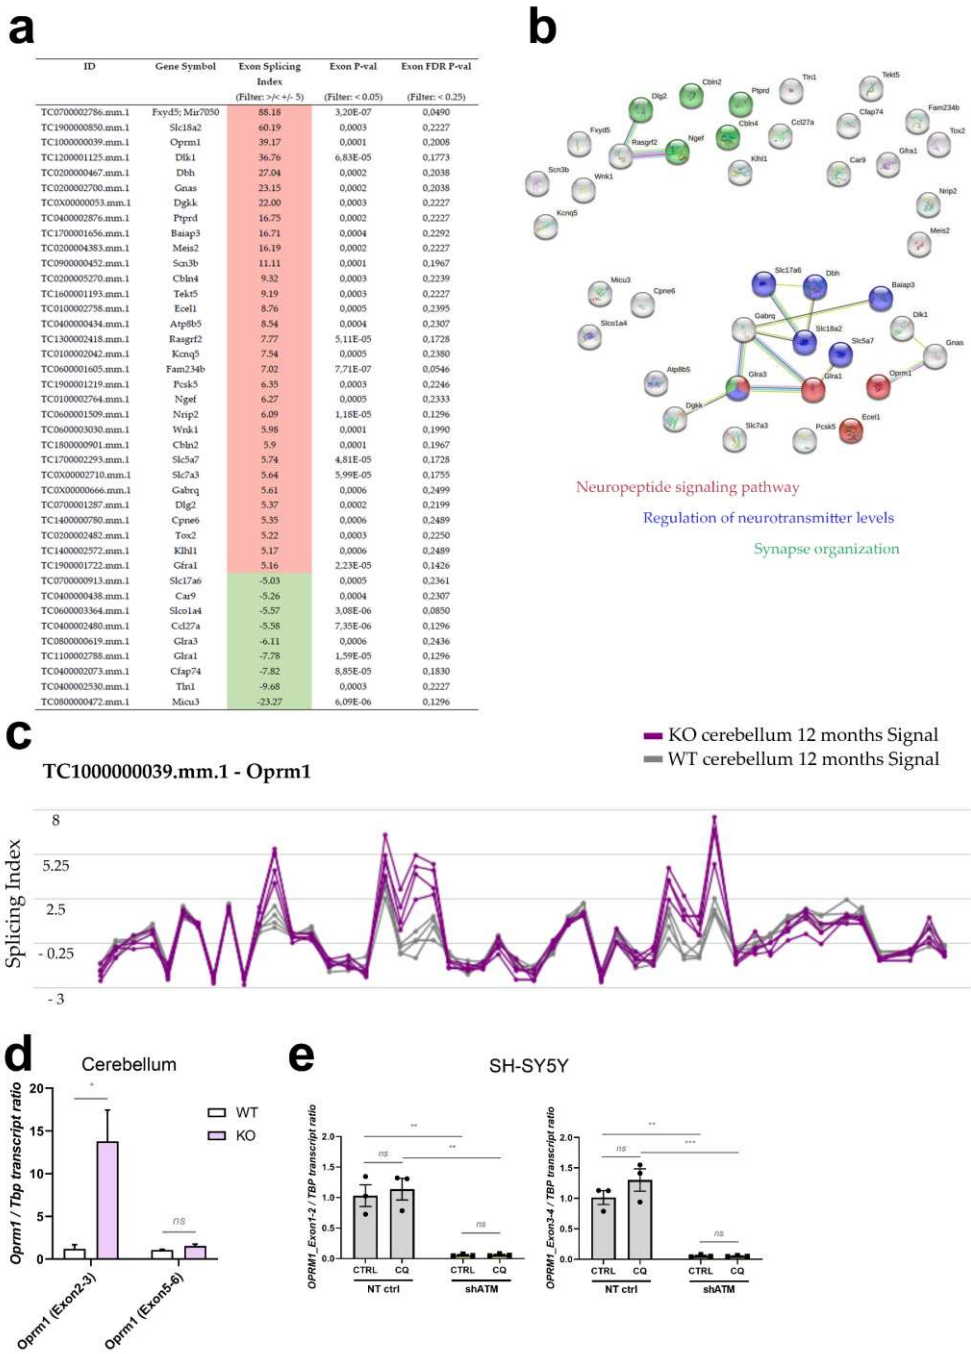 a
ID Gene Symbol Exon Splicing Exon P-val Exon FDR P-val
Index
(Filter: >/< +/- 5) (Filter: < 0.05) (Filter: < 0.25)
TC070002786.mm.1 Fxyd5; Mir7050 88.18 3,20E-07 0,0490
TC1900000850.mm.1 Slc18a2 60.19 0,0003 0,2227
TC1000000039.mm.1 Oprm1 39.17 0,0001 0,2008
TC1200001125.mm.1 Dlk1 36.76 6,83E-05 0,1773
TC0200000467.mm.1 Dbh 27.04 0,0002 0,2038
TC0200002700.mm.1 Gnas 23.15 0,0002 0,2038
TC0X00000053.mm.1 Dgkk 22.00 0,0003 0,2227
TC0400002876.mm.1 Ptprd 16.75 0,0002 0,2227
TC1700001656.mm.1 Baiap3 16.71 0,0004 0,2292
TC0200004383.mm.1 Meis2 16.19 0,0002 0,2227
TC0900000452.mm.1 Scn3b 11.11 0,0001 0,1967
TC0200005270.mm.1 Cbln4 9.32 0,0003 0,2239
TC1600001193.mm.1 Tekt5 9.19 0,0003 0,2227
TC0100002758.mm.1 Ecel1 8.76 0,0005 0,2395
TC0400000434.mm.1 Atp8b5 8.54 0,0004 0,2307
TC1300002418.mm.1 Rasgrf2 7.77 5,11E-05 0,1728
TC0100002042.mm.1 Kcnq5 7.54 0,0005 0,2380
TC0600001605.mm.1 Fam234b 7.02 7,71E-07 0,0546
TC1900001219.mm.1 Pcsk5 6.35 0,0003 0,2246
TC0100002764.mm.1 Ngef 6.27 0,0005 0,2333
TC0600001509.mm.1 Nrip2 6.09 1,18E-05 0,1296
TC0600003030.mm.1 Wnk1 5.98 0,0001 0,1990
TC1800000901.mm.1 Cbln2 5.9 0,0001 0,1967
TC1700002293.mm.1 Slc5a7 5.74 4,81E-05 0,1728
TC0X00002710.mm.1 Slc7a3 5.64 5,99E-05 0,1755
TC0X00000666.mm.1 Gabrq 5.61 0,0006 0,2499
TC0700001287.mm.1 Dlg2 5.37 0,0002 0,2199
TC1400000780.mm.1 Cpne6 5.35 0,0006 0,2489
TC0200002482.mm.1 Tox2 5.22 0,0003 0,2250
TC1400002572.mm.1 Klhl1 5.17 0,0006 0,2489
TC1900001722.mm.1 Gfra1 5.16 2,23E-05 0,1426
TC0700000913.mm.1 Slc17a6 -5.03 0,0005 0,2361
TC0400000438.mm.1 Car9 -5.26 0,0004 0,2307
TC0600003364.mm.1 Slco1a4 -5.57 3,08E-06 0,0850
TC0400002480.mm.1 Ccl27a -5.58 7,35E-06 0,1296
TC0800000619.mm.1 Glra3 -6.11 0,0006 0,2436
TC1100002788.mm.1 Glra1 -7.78 1,59E-05 0,1296
TC0400002073.mm.1 Cfap74 -7.82 8,85E-05 0,1830
TC0400002530.mm.1 Tln1 -9.68 0,0003 0,2227
TC0800000472.mm.1 Micu3 -23.27 6,09E-06 0,1296
b
Cbln2
Tln1
Tekt5
Dlg2
Ptprd
Cfap74
Fam234b
Fxyd5
Cbln4
Ccl27a
Tox2
Rasgrf2
Ngef
Gfra1
Scn3b
Klhl1
Car9
Wnk1
Nrip2
Kcnq5
Meis2
Slc17a6
Dbh
Micu3
Baiap3
Cpne6
Gabrq
Dlk1
Slco1a4
Slc18a2
Slc5a7
Gnas
Atp8b5
Glra3
Glra1
Oprm1
Dgkk
Ecel1
Slc7a3
Pcsk5
Neuropeptide signaling pathway
Regulation of neurotransmitter levels
Synapse organization
c
KO cerebellum 12 months Signal
WT cerebellum 12 months Signal
TC1000000039.mm.1 - Oprm1
Splicing Index
8
5.25
2.5
- 0.25
- 3
d
Cerebellum
Oprm1 / Tbp transcript ratio
20
15
10
5
0
*
ns
WT
KO
Oprm1 (Exon2-3)
Oprm1 (Exon5-6)
e
SH-SY5Y
OPRM1_Exon1-2 / TBP transcript ratio
2.0
1.5
1.0
0.5
0.0
**
**
ns
ns
CTRL CQ CTRL CQ
NT ctrl shATM
OPRM1_Exon3-4 / TBP transcript ratio
2.0
1.5
1.0
0.5
0.0
**
***
ns
ns
CTRL CQ CTRL CQ
NT ctrl shATM